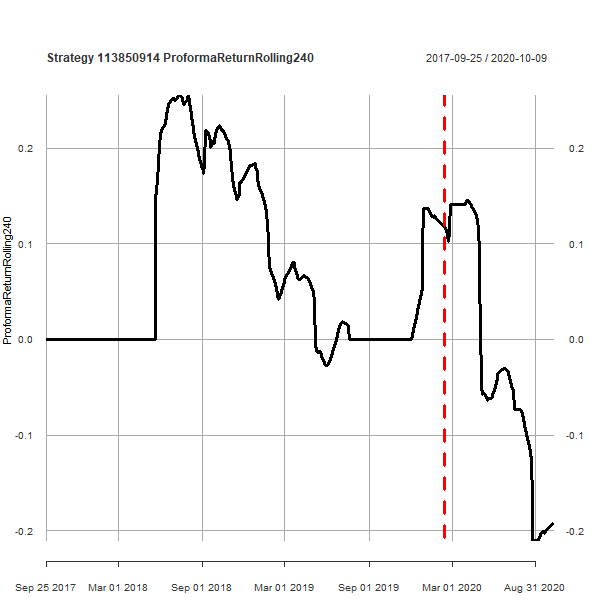 Strategy 113850914 ProformaReturnRolling240
2017-09-25 / 2020-10-09
ProformaReturnRolling240
0.2 0.2
0.1 0.1
0.0 0.0
-0.1 -0.1
-0.2 -0.2
Sep 25 2017 Mar 01 2018 Sep 01 2018 Mar 01 2019 Sep 01 2019 Mar 01 2020 Aug 31 2020